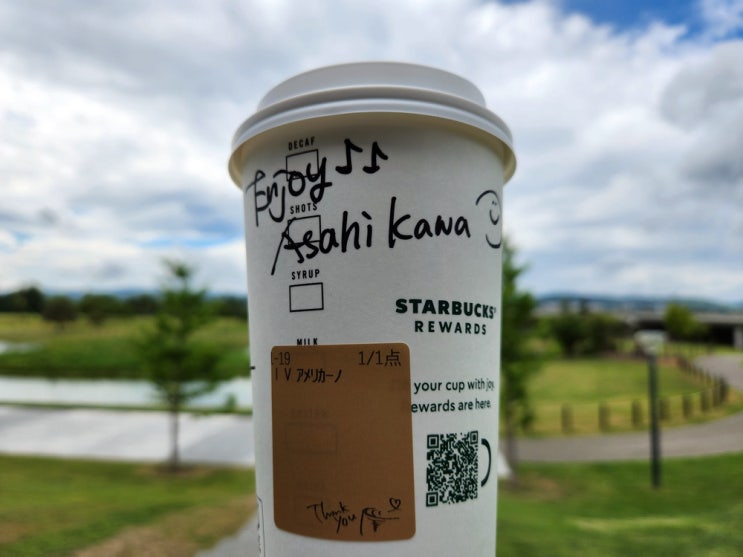 DECAF
Enjoy♪♪
SHOTS
Asahikawa
SYRUP
STARBUCKS®
REWARDS
MILK
-19 1/1点
I V アメリカーノ
your cup with joy
ewards are here.
Thank
you